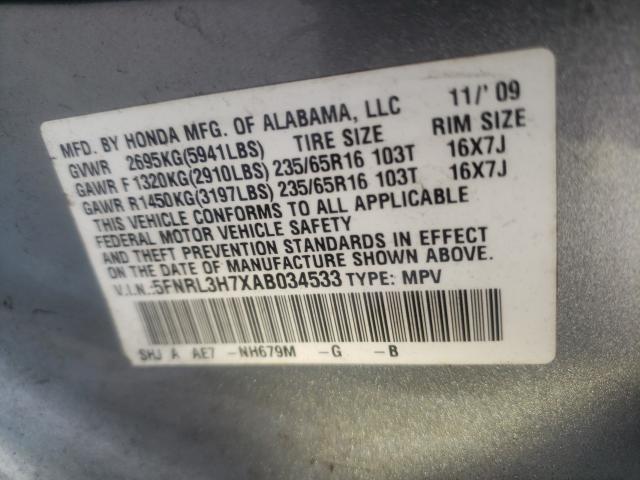 MFD. BY HONDA MFG. OF ALABAMA, LLC 11/' 09
GVWR 2695KG(5941LBS) TIRE SIZE RIM SIZE
GAWR F1320KG(2910LBS) 235/65R16 103T 16X7J
GAWR R1450KG(3197LBS) 235/65R16 103T 16X7J
THIS VEHICLE CONFORMS TO ALL APPLICABLE
FEDERAL MOTOR VEHICLE SAFETY
AND THEFT PREVENTION STANDARDS IN EFFECT
ON THE DATE OF MANUFACTURE SHOWN ABOVE.
V.I.N.:5FNRL3H7XAB034533 TYPE: MPV
SHJ A AE7 -NH679M -G -B